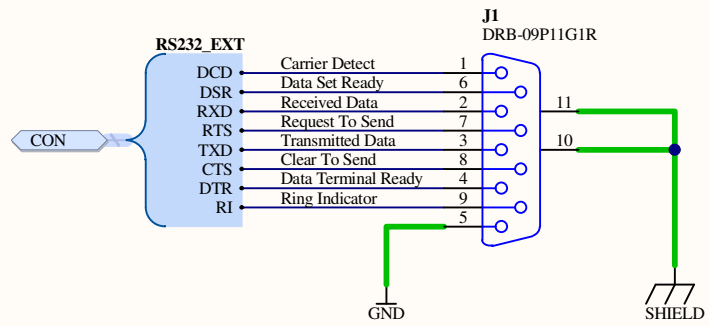 J1
DRB-09P11G1R
RS232_EXT
DCD Carrier Detect 1
DSR Data Set Ready 6
RXD Received Data 2 11
RTS Request To Send 7
CON TXD Transmitted Data 3 10
CTS Clear To Send 8
DTR Data Terminal Ready 4
RI Ring Indicator 9
5
GND SHIELD